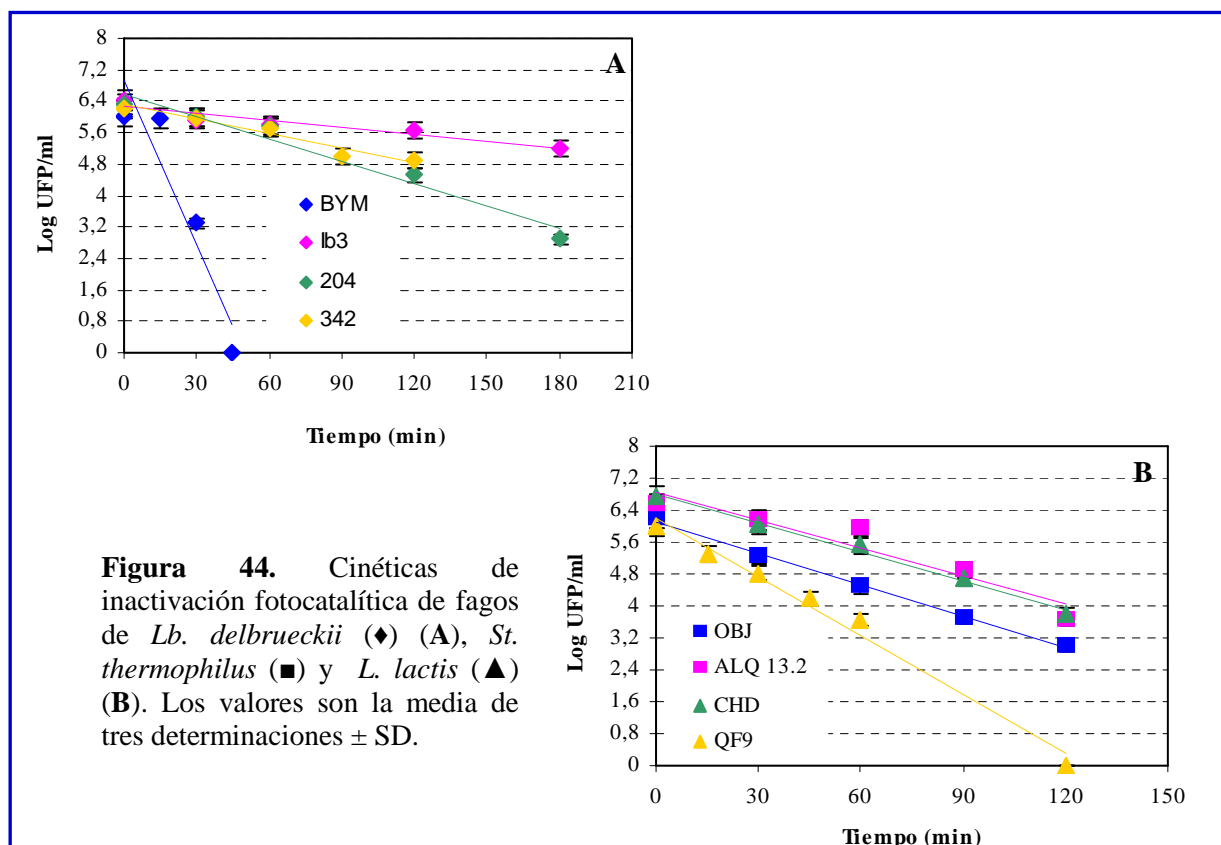 A
8
7,2
6,4
5,6
4,8
4
3,2
2,4
1,6
0,8
0
Log UFP/ml
BYM
lb3
204
342
0 30 60 90 120 150 180 210
Tiempo (min)
B
8
7,2
6,4
5,6
4,8
4
3,2
2,4
1,6
0,8
0
Log UFP/ml
OBJ
ALQ 13.2
CHD
QF9
0 30 60 90 120 150
Tiempo (min)
Figura 44. Cinéticas de
inactivación fotocatalítica de fagos
de Lb. delbrueckii (♦) (A), St.
thermophilus (■) y L. lactis (▲)
(B). Los valores son la media de
tres determinaciones ± SD.